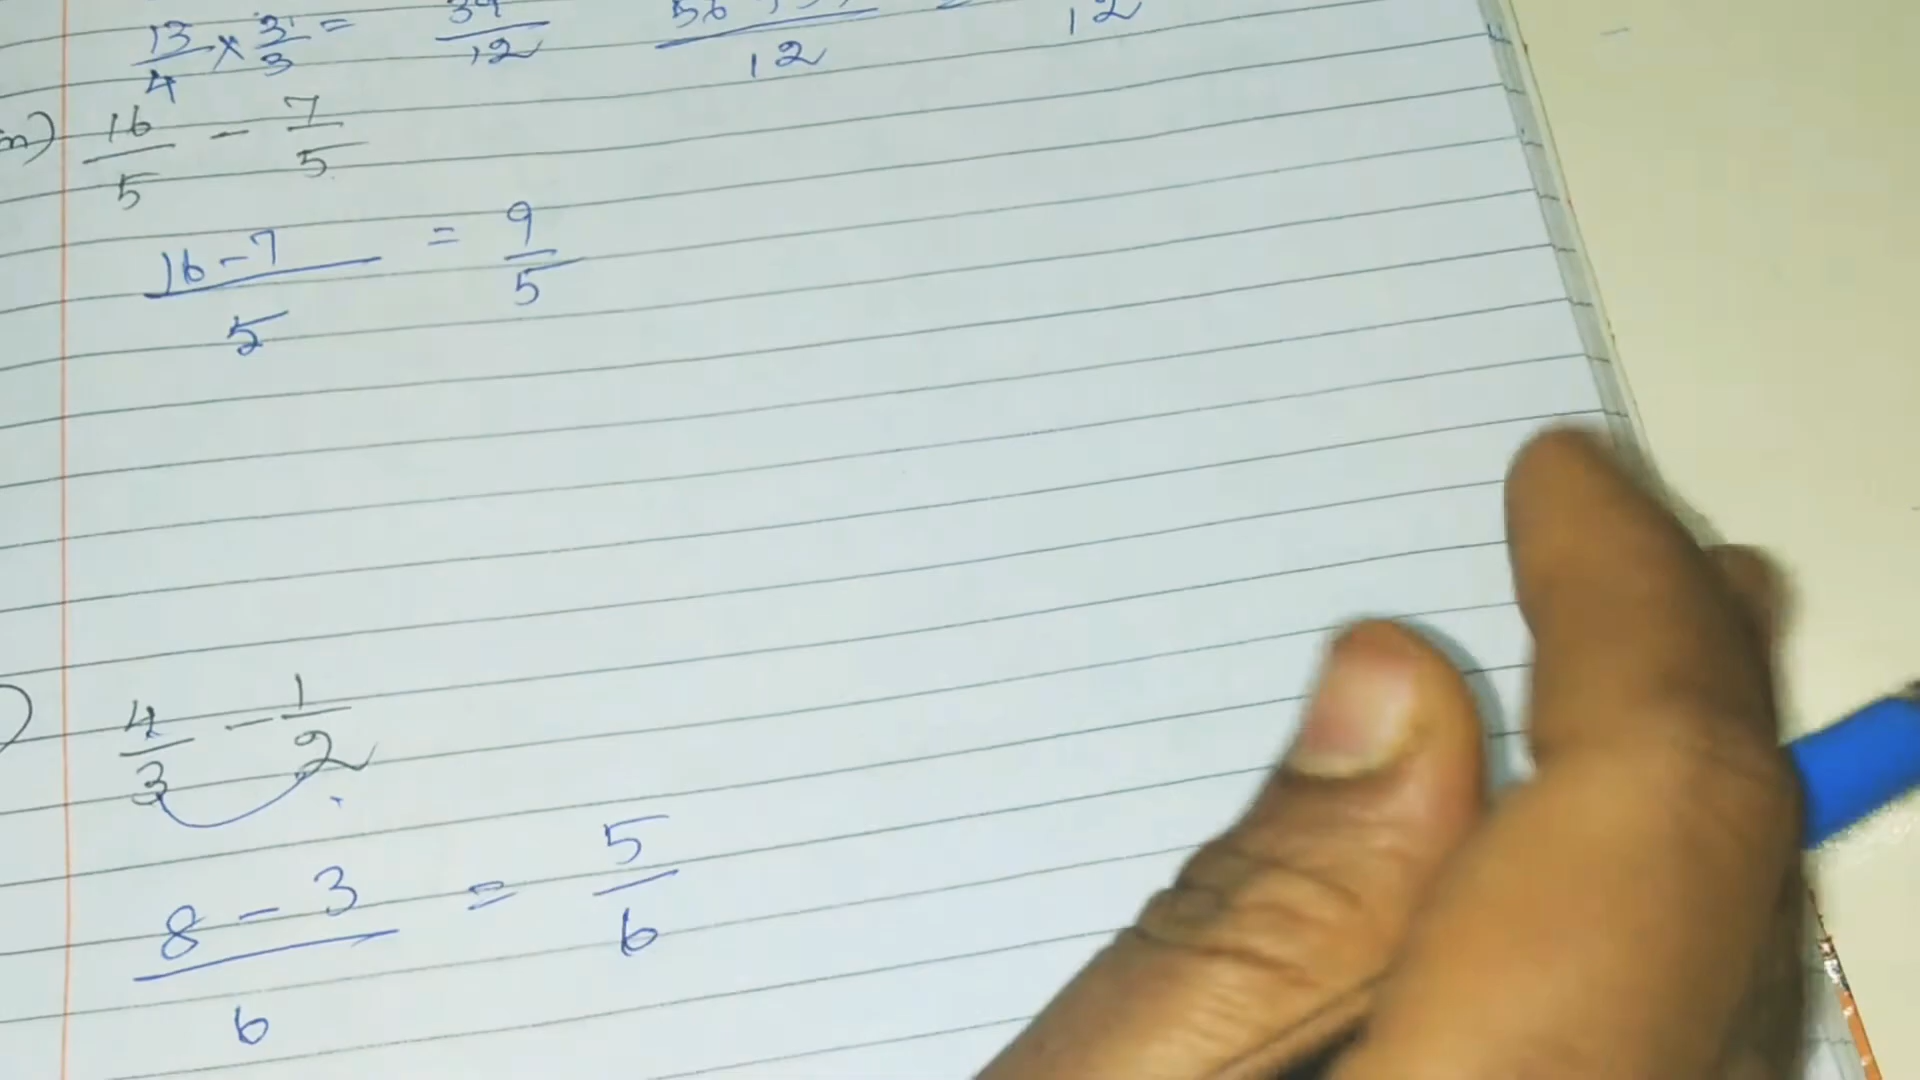 13/4 × 3/3 = 39/12 12 12
m) 16/5 - 7/5
16-7/5 = 9/5
) 4/3 - 1/2
8 - 3/6 = 5/6